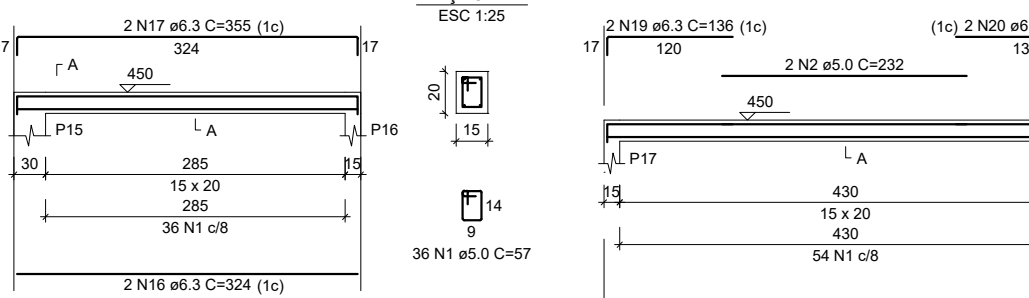 ESC 1:25
2 N17 ø6.3 C=355 (1c)
17
324
17
A
450
A
P15
P16
30
285
15
15 x 20
285
36 N1 c/8
2 N16 ø6.3 C=324 (1c)
20
15
14
9
36 N1 ø5.0 C=57
2 N19 ø6.3 C=136 (1c)
(1c) 2 N20 ø6
17
120
13
2 N2 ø5.0 C=232
450
P17
A
15
430
15 x 20
430
54 N1 c/8